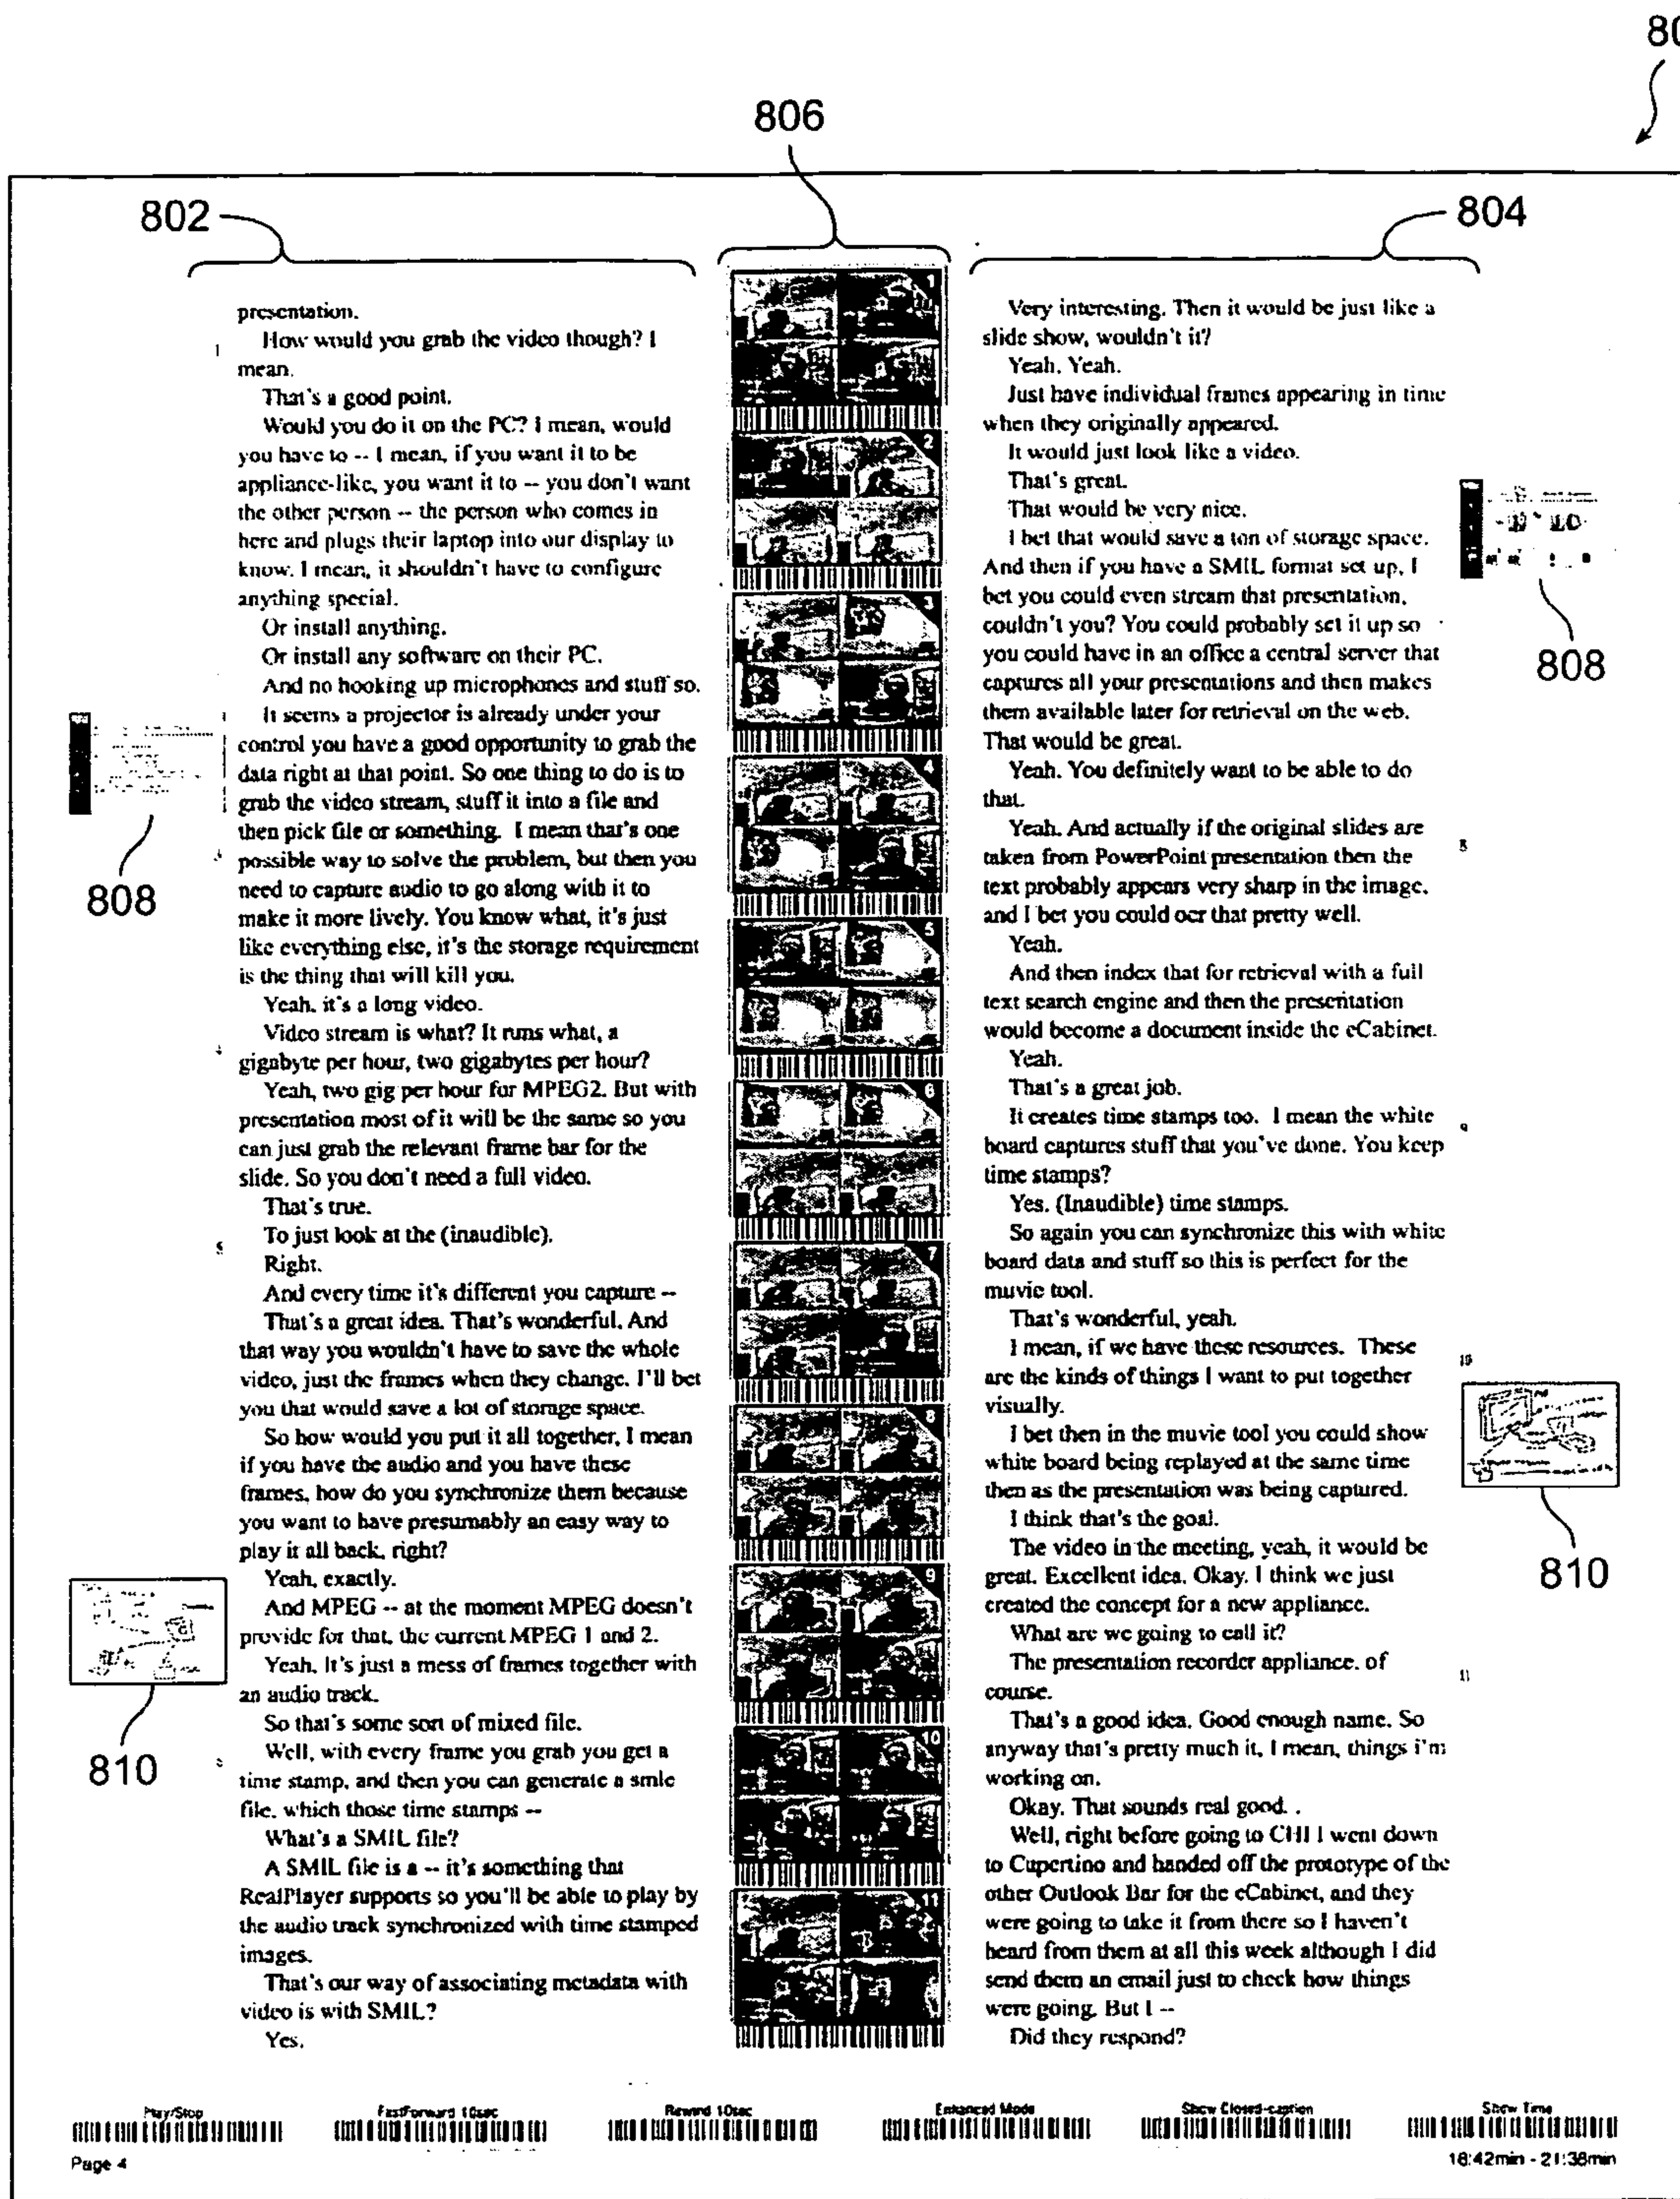 806
802
804
presentation.
How would you grab the video though? I
mean.
That's a good point.
Would you do it on the PC? I mean, would
you have to -- I mean, if you want it to be
appliance-like, you want it to -- you don't want
the other person -- the person who comes in
here and plugs their laptop into our display to
know. I mean, it shouldn't have to configure
anything special.
Or install anything.
Or install any software on their PC.
And no hooking up microphones and stuff so.
It seems a projector is already under your
control you have a good opportunity to grab the
data right at that point. So one thing to do is to
grab the video stream, stuff it into a file and
then pick file or something. I mean that's one
possible way to solve the problem, but then you
need to capture audio to go along with it to
make it more lively. You know what, it's just
like everything else, it's the storage requirement
is the thing that will kill you.
Yeah, it's a long video.
Video stream is what? It runs what, a
gigabyte per hour, two gigabytes per hour?
Yeah, two gig per hour for MPEG2. But with
presentation most of it will be the same so you
can just grab the relevant frame bar for the
slide. So you don't need a full video.
That's true.
To just look at the (inaudible).
Right.
And every time it's different you capture --
That's a great idea. That's wonderful. And
that way you wouldn't have to save the whole
video, just the frames when they change. I'll bet
you that would save a lot of storage space.
So how would you put it all together, I mean
if you have the audio and you have these
frames, how do you synchronize them because
you want to have presumably an easy way to
play it all back, right?
Yeah, exactly.
And MPEG -- at the moment MPEG doesn't
provide for that, the current MPEG 1 and 2.
Yeah. It's just a mess of frames together with
an audio track.
So that's some sort of mixed file.
Well, with every frame you grab you get a
time stamp, and then you can generate a smle
file, which those time stamps --
What's a SMIL file?
A SMIL file is a -- it's something that
RealPlayer supports so you'll be able to play by
the audio track synchronized with time stamped
images.
That's our way of associating metadata with
video is with SMIL?
Yes.
808
810
1
2
3
4
5
6
7
8
9
10
11
Very interesting. Then it would be just like a
slide show, wouldn't it?
Yeah. Yeah.
Just have individual frames appearing in time
when they originally appeared.
It would just look like a video.
That's great.
That would be very nice.
I bet that would save a ton of storage space.
And then if you have a SMIL format set up, I
bet you could even stream that presentation,
couldn't you? You could probably set it up so
you could have in an office a central server that
captures all your presentations and then makes
them available later for retrieval on the web.
That would be great.
Yeah. You definitely want to be able to do
that.
Yeah. And actually if the original slides are
taken from PowerPoint presentation then the
text probably appears very sharp in the image,
and I bet you could ocr that pretty well.
Yeah.
And then index that for retrieval with a full
text search engine and then the presentation
would become a document inside the eCabinet.
Yeah.
That's a great job.
It creates time stamps too. I mean the white
board captures stuff that you've done. You keep
time stamps?
Yes. (Inaudible) time stamps.
So again you can synchronize this with white
board data and stuff so this is perfect for the
muvie tool.
That's wonderful, yeah.
I mean, if we have these resources. These
are the kinds of things I want to put together
visually.
I bet then in the muvie tool you could show
white board being replayed at the same time
then as the presentation was being captured.
I think that's the goal.
The video in the meeting, yeah, it would be
great. Excellent idea. Okay. I think we just
created the concept for a new appliance.
What are we going to call it?
The presentation recorder appliance, of
course.
That's a good idea. Good enough name. So
anyway that's pretty much it, I mean, things i'm
working on.
Okay. That sounds real good. .
Well, right before going to CHI I went down
to Cupertino and handed off the prototype of the
other Outlook Bar for the eCabinet, and they
were going to take it from there so I haven't
heard from them at all this week although I did
send them an email just to check how things
were going. But I --
Did they respond?
808
810
Play/Stop
FastForward 10sec
Rewind 10sec
Enhanced Mode
Show Closed-caption
Show Time
Page 4
18:42min - 21:38min